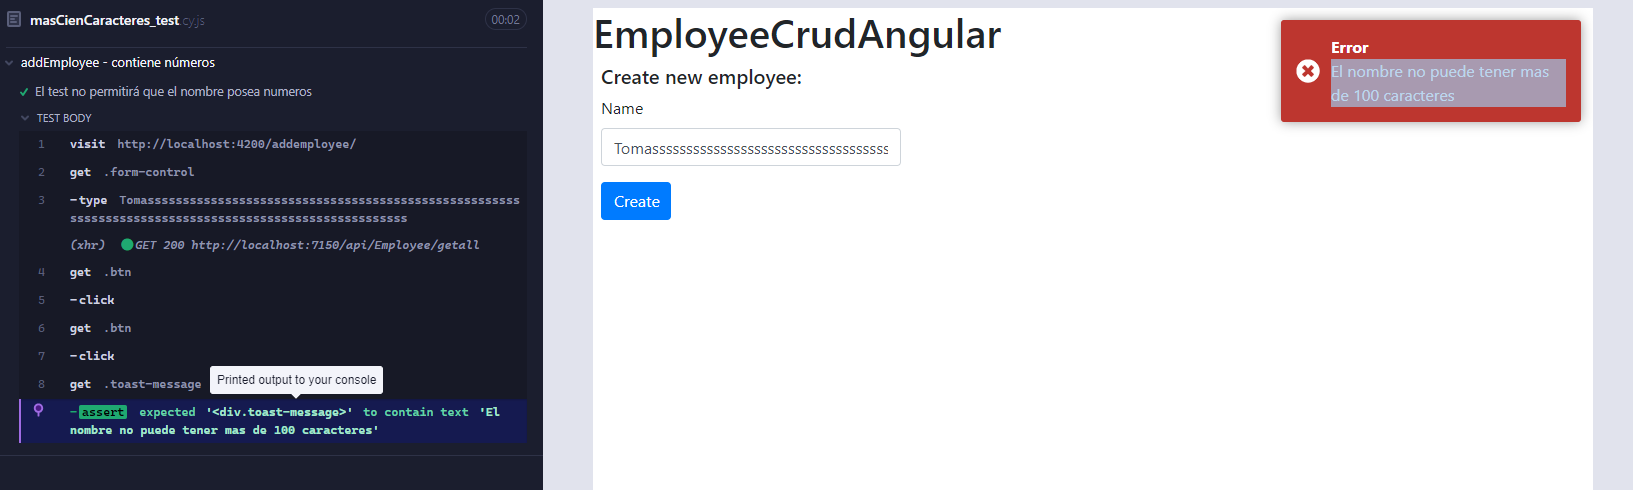 masCienCaracteres_test.cy.js
00:02
addEmployee - contiene números
El test no permitirá que el nombre posea numeros
TEST BODY
1 visit http://localhost:4200/addemployee/
2 get .form-control
3 -type Tomasssssssssssssssssssssssssssssssssssssssssssssssssssss
ssssssssssssssssssssssssssssssssssssssssssssssss
(xhr) GET 200 http://localhost:7150/api/Employee/getall
4 get .btn
5 -click
6 get .btn
7 -click
8 get .toast-message
Printed output to your console
-assert expected '<div.toast-message>' to contain text 'El
nombre no puede tener mas de 100 caracteres'
EmployeeCrudAngular
Create new employee:
Name
Tomasssssssssssssssssssssssssssssssssssss
Create
Error
El nombre no puede tener mas
de 100 caracteres